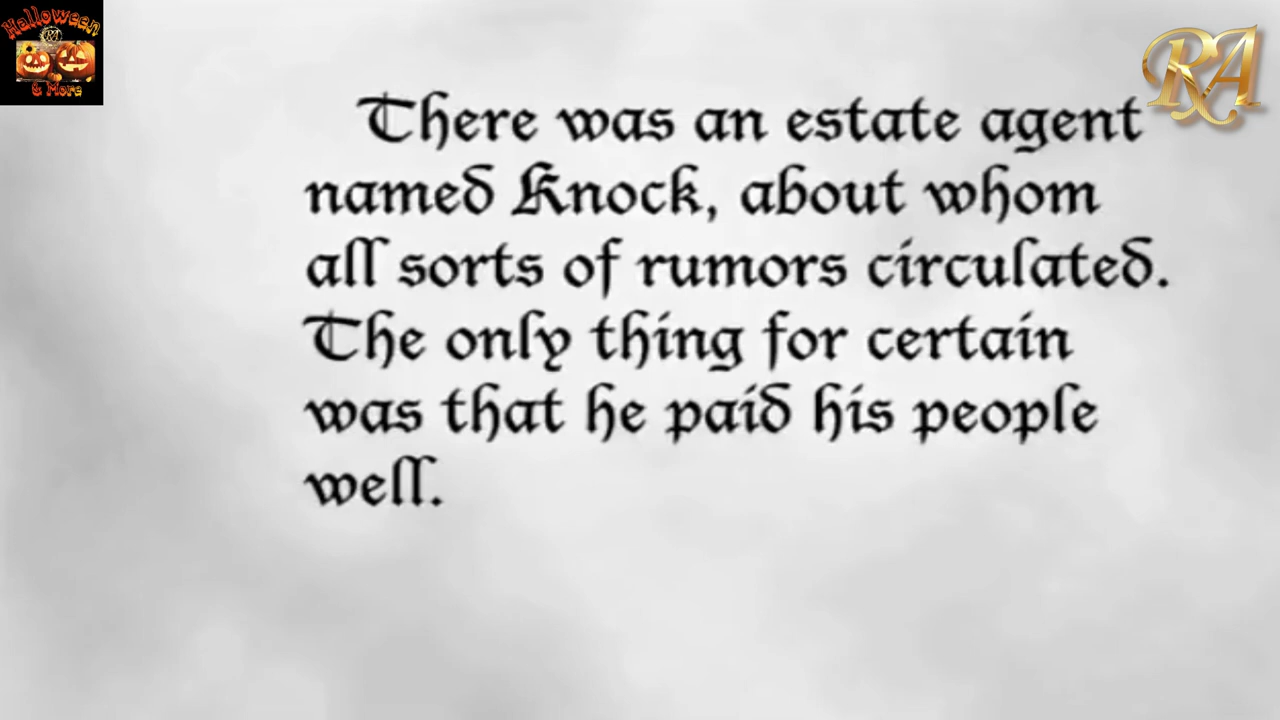 Halloween
RA
& More
RA
There was an estate agent
named Knock, about whom
all sorts of rumors circulated.
The only thing for certain
was that he paid his people
well.